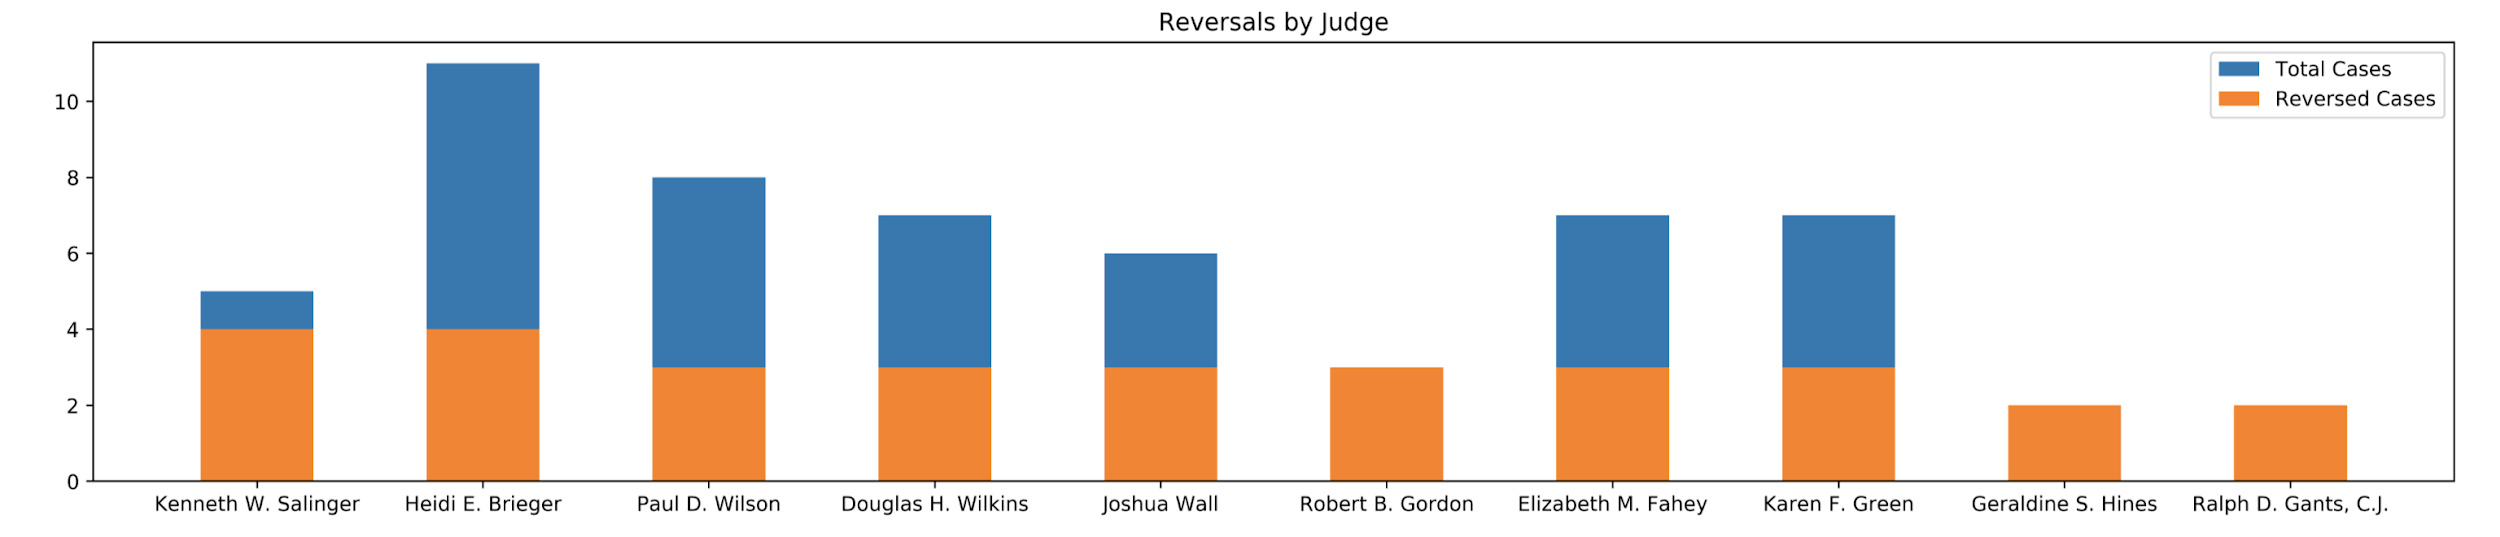 Reversals by Judge
Total Cases
Reversed Cases
10
8
6
4
2
0
Kenneth W. Salinger
Heidi E. Brieger
Paul D. Wilson
Douglas H. Wilkins
Joshua Wall
Robert B. Gordon
Elizabeth M. Fahey
Karen F. Green
Geraldine S. Hines
Ralph D. Gants, C.J.